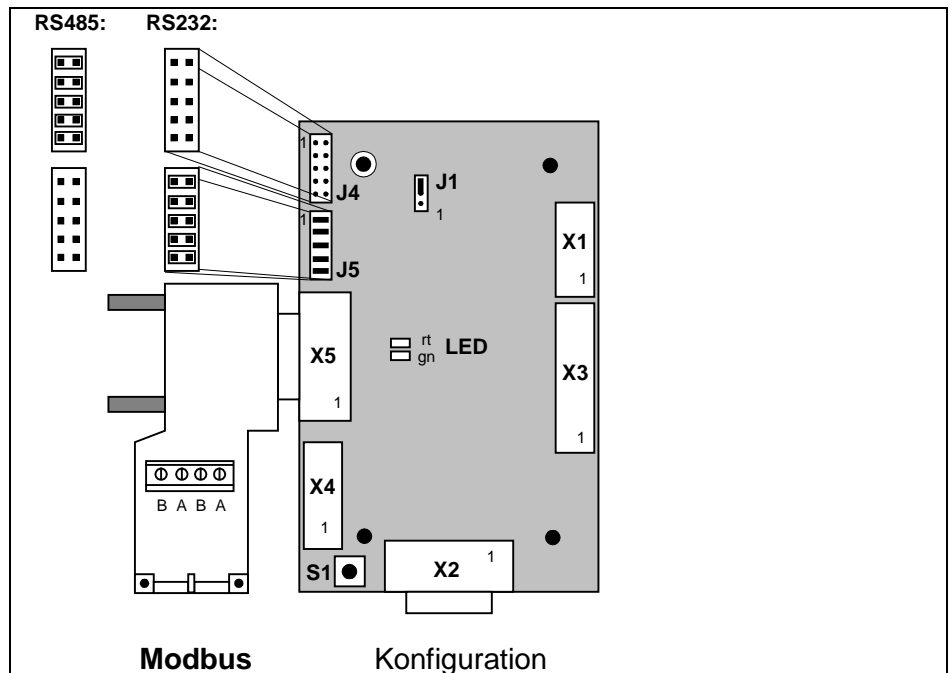 RS485: RS232:
1
J4
J1
1
1
J5
X1
1
rt
gn
LED
X5
1
X3
1
X4
1
B A B A
S1
X2
1
Modbus
Konfiguration